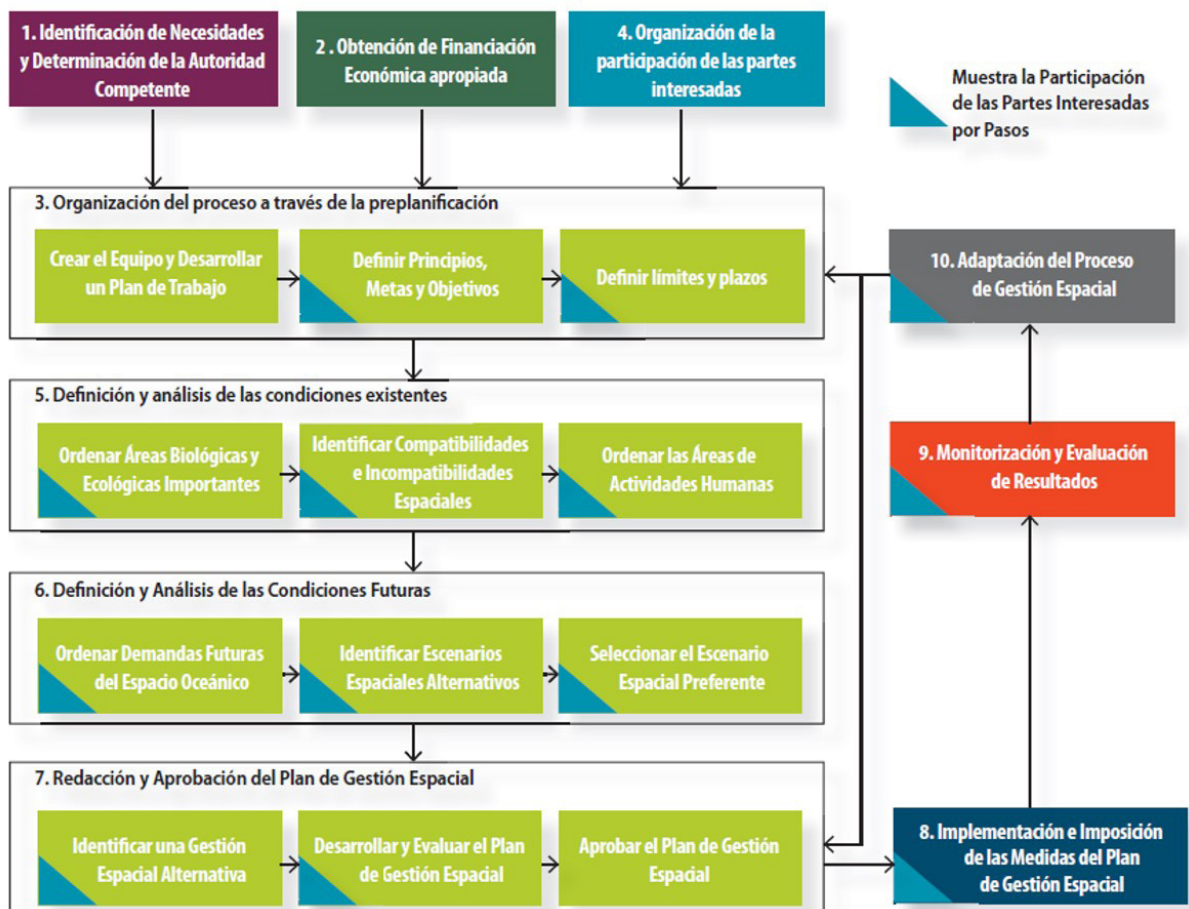 1. Identificación de Necesidades
y Determinación de la Autoridad
Competente
2 . Obtención de Financiación
Económica apropiada
4. Organización de la
participación de las partes
interesadas
Muestra la Participación
de las Partes Interesadas
por Pasos
3. Organización del proceso a través de la preplanificación
Crear el Equipo y Desarrollar
un Plan de Trabajo
Definir Principios,
Metas y Objetivos
Definir límites y plazos
10. Adaptación del Proceso
de Gestión Espacial
5. Definición y análisis de las condiciones existentes
Ordenar Áreas Biológicas y
Ecológicas Importantes
Identificar Compatibilidades
e Incompatibilidades
Espaciales
Ordenar las Áreas de
Actividades Humanas
9. Monitorización y Evaluación
de Resultados
6. Definición y Análisis de las Condiciones Futuras
Ordenar Demandas Futuras
del Espacio Oceánico
Identificar Escenarios
Espaciales Alternativos
Seleccionar el Escenario
Espacial Preferente
7. Redacción y Aprobación del Plan de Gestión Espacial
Identificar una Gestión
Espacial Alternativa
Desarrollar y Evaluar el Plan
de Gestión Espacial
Aprobar el Plan de Gestión
Espacial
8. Implementación e Imposición
de las Medidas del Plan
de Gestión Espacial